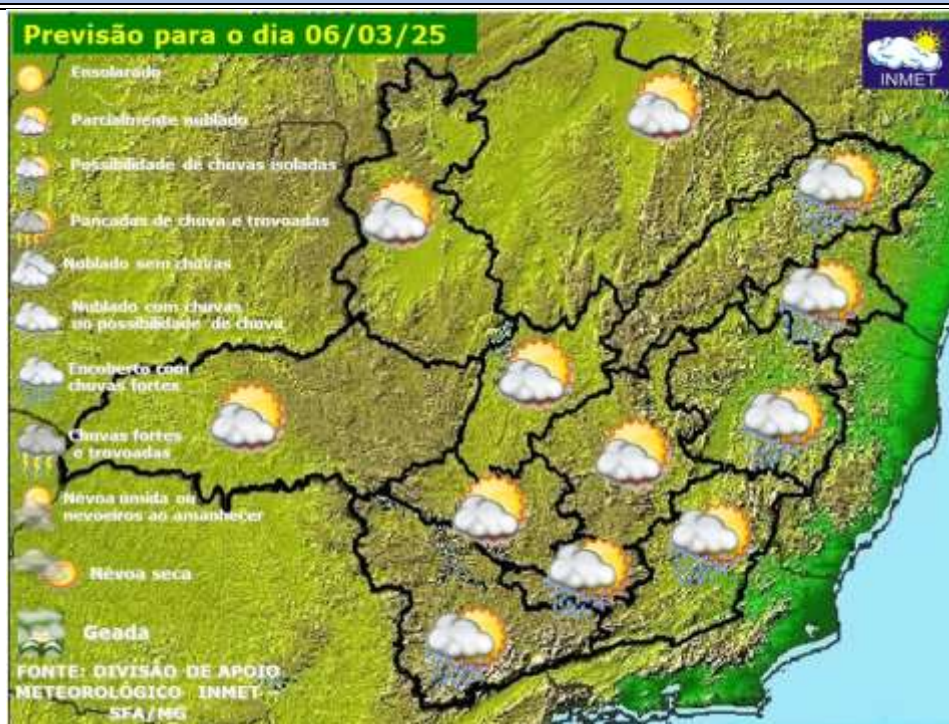 Previsão para o dia 06/03/25
INMET
Ensolarado
Parcialmente nublado
Possibilidade de chuvas isoladas
Pancadas de chuva e trovoadas
Nublado sem chuvas
Nublado com chuvas
ou possibilidade de chuva
Encoberto com
chuvas fortes
Chuvas fortes
e trovoadas
Névoa úmida ou
nevoeiros ao amanhecer
Névoa seca
Geada
FONTE: DIVISÃO DE APOIO
METEOROLÓGICO INMET -
SFA/MG